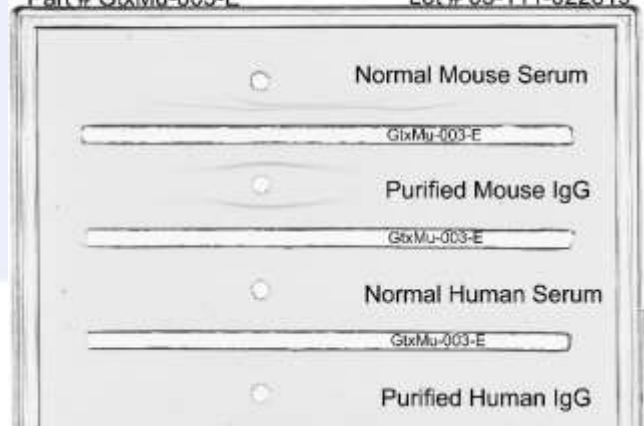 Normal Mouse Serum
GtxMu-003-E
Purified Mouse IgG
GtxMu-003-E
Normal Human Serum
GtxMu-003-E
Purified Human IgG